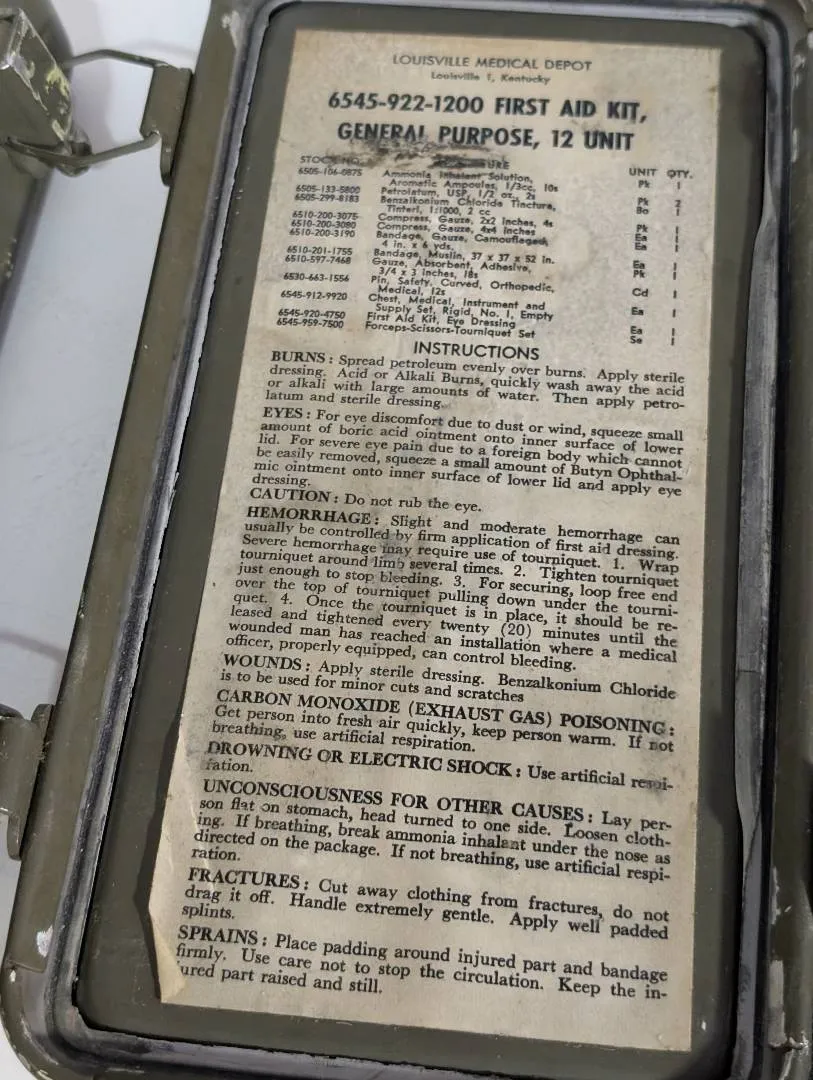 LOUISVILLE MEDICAL DEPOT
Louisville 1, Kentucky
6545-922-1200 FIRST AID KIT,
GENERAL PURPOSE, 12 UNIT
STOCK NO. UNIT QTY.
6505-106-0875 Ammonia Inhalant Solution,
Aromatic Ampoules, 1/3cc, 10s Pk 1
6505-133-5800 Petrolatum, USP, 1/2 oz., 2s Pk 2
6505-299-8183 Benzalkonium Chloride Tincture,
Tinted, 1:1000, 2 cc Bo 1
6510-200-3075 Compress, Gauze, 2x2 Inches, 4s Pk 1
6510-200-3080 Compress, Gauze, 4x4 Inches Ea 1
6510-200-3190 Bandage, Gauze, Camouflaged,
4 in. x 6 yds. Ea 1
6510-201-1755 Bandage, Muslin, 37 x 37 x 52 in. Ea 1
6510-597-7468 Gauze, Absorbent, Adhesive,
3/4 x 3 Inches, 18s Pk 1
6530-663-1556 Pin, Safety, Curved, Orthopedic,
Medical, 12s Cd 1
6545-912-9920 Chest, Medical, Instrument and
Supply Set, Rigid, No. 1, Empty Ea 1
6545-920-4750 First Aid Kit, Eye Dressing Ea 1
6545-959-7500 Forceps-Scissors-Tourniquet Set Se 1
INSTRUCTIONS
BURNS: Spread petroleum evenly over burns. Apply sterile
dressing. Acid or Alkali Burns, quickly wash away the acid
or alkali with large amounts of water. Then apply petro-
latum and sterile dressing.
EYES: For eye discomfort due to dust or wind, squeeze small
amount of boric acid ointment onto inner surface of lower
lid. For severe eye pain due to a foreign body which cannot
be easily removed, squeeze a small amount of Butyn Ophthal-
mic ointment onto inner surface of lower lid and apply eye
dressing.
CAUTION: Do not rub the eye.
HEMORRHAGE: Slight and moderate hemorrhage can
usually be controlled by firm application of first aid dressing.
Severe hemorrhage may require use of tourniquet. 1. Wrap
tourniquet around limb several times. 2. Tighten tourniquet
just enough to stop bleeding. 3. For securing, loop free end
over the top of tourniquet pulling down under the tourni-
quet. 4. Once the tourniquet is in place, it should be re-
leased and tightened every twenty (20) minutes until the
wounded man has reached an installation where a medical
officer, properly equipped, can control bleeding.
WOUNDS: Apply sterile dressing. Benzalkonium Chloride
is to be used for minor cuts and scratches
CARBON MONOXIDE (EXHAUST GAS) POISONING:
Get person into fresh air quickly, keep person warm. If not
breathing, use artificial respiration.
DROWNING OR ELECTRIC SHOCK: Use artificial respi-
ration.
UNCONSCIOUSNESS FOR OTHER CAUSES: Lay per-
son flat on stomach, head turned to one side. Loosen cloth-
ing. If breathing, break ammonia inhalant under the nose as
directed on the package. If not breathing, use artificial respi-
ration.
FRACTURES: Cut away clothing from fractures, do not
drag it off. Handle extremely gentle. Apply well padded
splints.
SPRAINS: Place padding around injured part and bandage
firmly. Use care not to stop the circulation. Keep the in-
jured part raised and still.